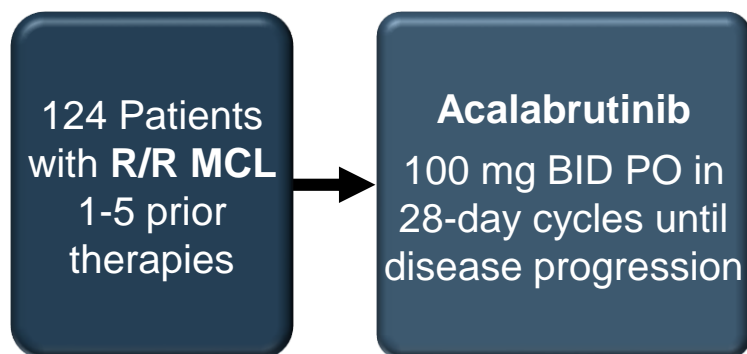 124 Patients
with R/R MCL
1-5 prior
therapies
Acalabrutinib
100 mg BID PO in
28-day cycles until
disease progression